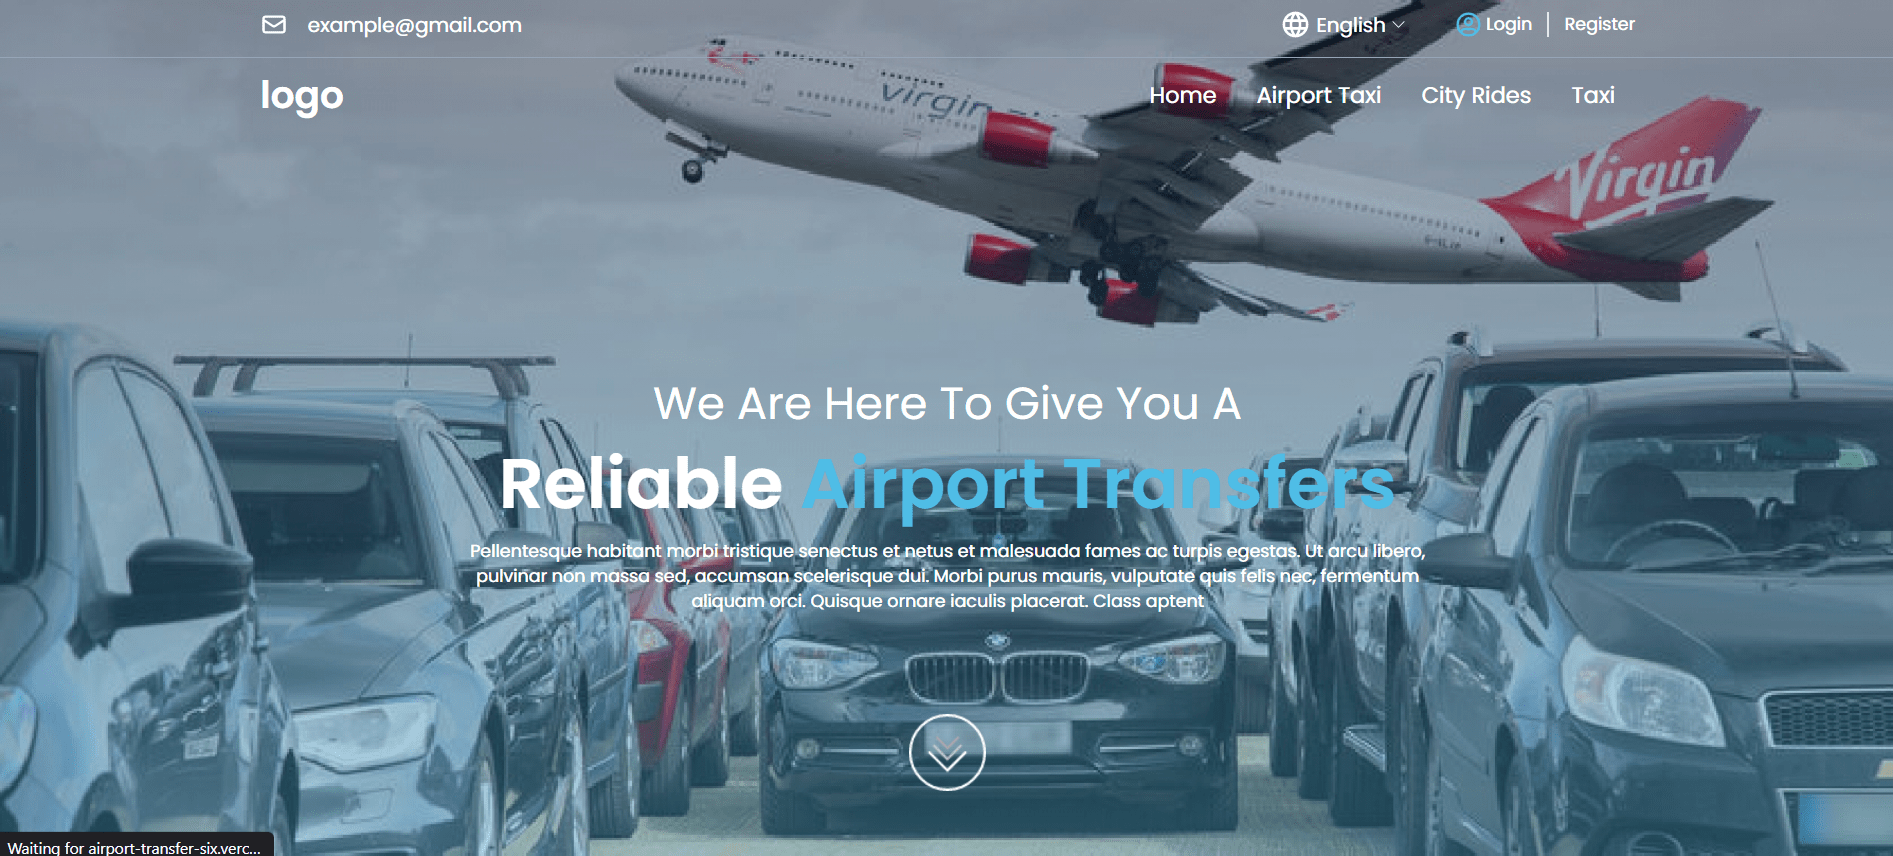 example@gmail.com
English
Login
Register
logo
Home
Airport Taxi
City Rides
Taxi
virgin
Virgin
We Are Here To Give You A
Reliable Airport Transfers
Pellentesque habitant morbi tristique senectus et netus et malesuada fames ac turpis egestas. Ut arcu libero,
pulvinar non massa sed, accumsan scelerisque dui. Morbi purus mauris, vulputate quis felis nec, fermentum
aliquam orci. Quisque ornare iaculis placerat. Class aptent
Waiting for airport-transfer-six.verc...